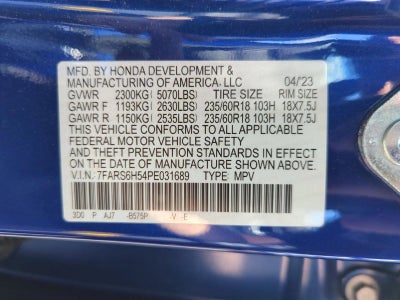 MFD. BY HONDA DEVELOPMENT &
MANUFACTURING OF AMERICA, LLC 04/23
GVWR 2300KG( 5070LBS) TIRE SIZE RIM SIZE
GAWR F 1193KG( 2630LBS) 235/60R18 103H 18X7.5J
GAWR R 1150KG( 2535LBS) 235/60R18 103H 18X7.5J
THIS VEHICLE CONFORMS TO ALL APPLICABLE
FEDERAL MOTOR VEHICLE SAFETY
AND THEFT PREVENTION STANDARDS IN EFFECT
ON THE DATE OF MANUFACTURE SHOWN ABOVE.
V.I.N.: 7FARS6H54PE031689 TYPE: MPV
3D0 P AJ7 -B575P -V -E